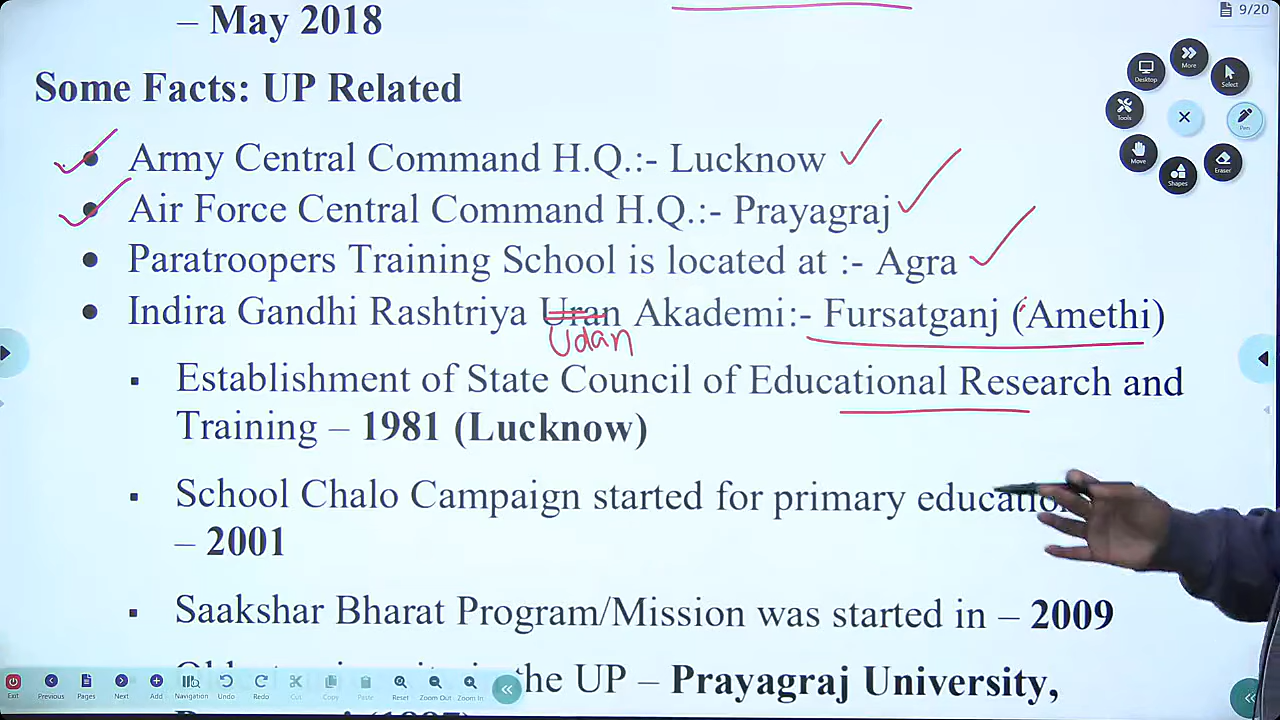 – May 2018
9/20
Some Facts: UP Related
Desktop
More
Select
Tools
Pen
Move
Shapes
Eraser
• Army Central Command H.Q.:- Lucknow
• Air Force Central Command H.Q.:- Prayagraj
• Paratroopers Training School is located at :- Agra
• Indira Gandhi Rashtriya Uran Akademi:- Fursatganj (Amethi)
Udan
▪ Establishment of State Council of Educational Research and
Training – 1981 (Lucknow)
▪ School Chalo Campaign started for primary education
– 2001
▪ Saakshar Bharat Program/Mission was started in – 2009
the UP – Prayagraj University,
Exit Previous Pages Next Add Navigation Undo Redo Cut Copy Paste Reset Zoom Out Zoom In